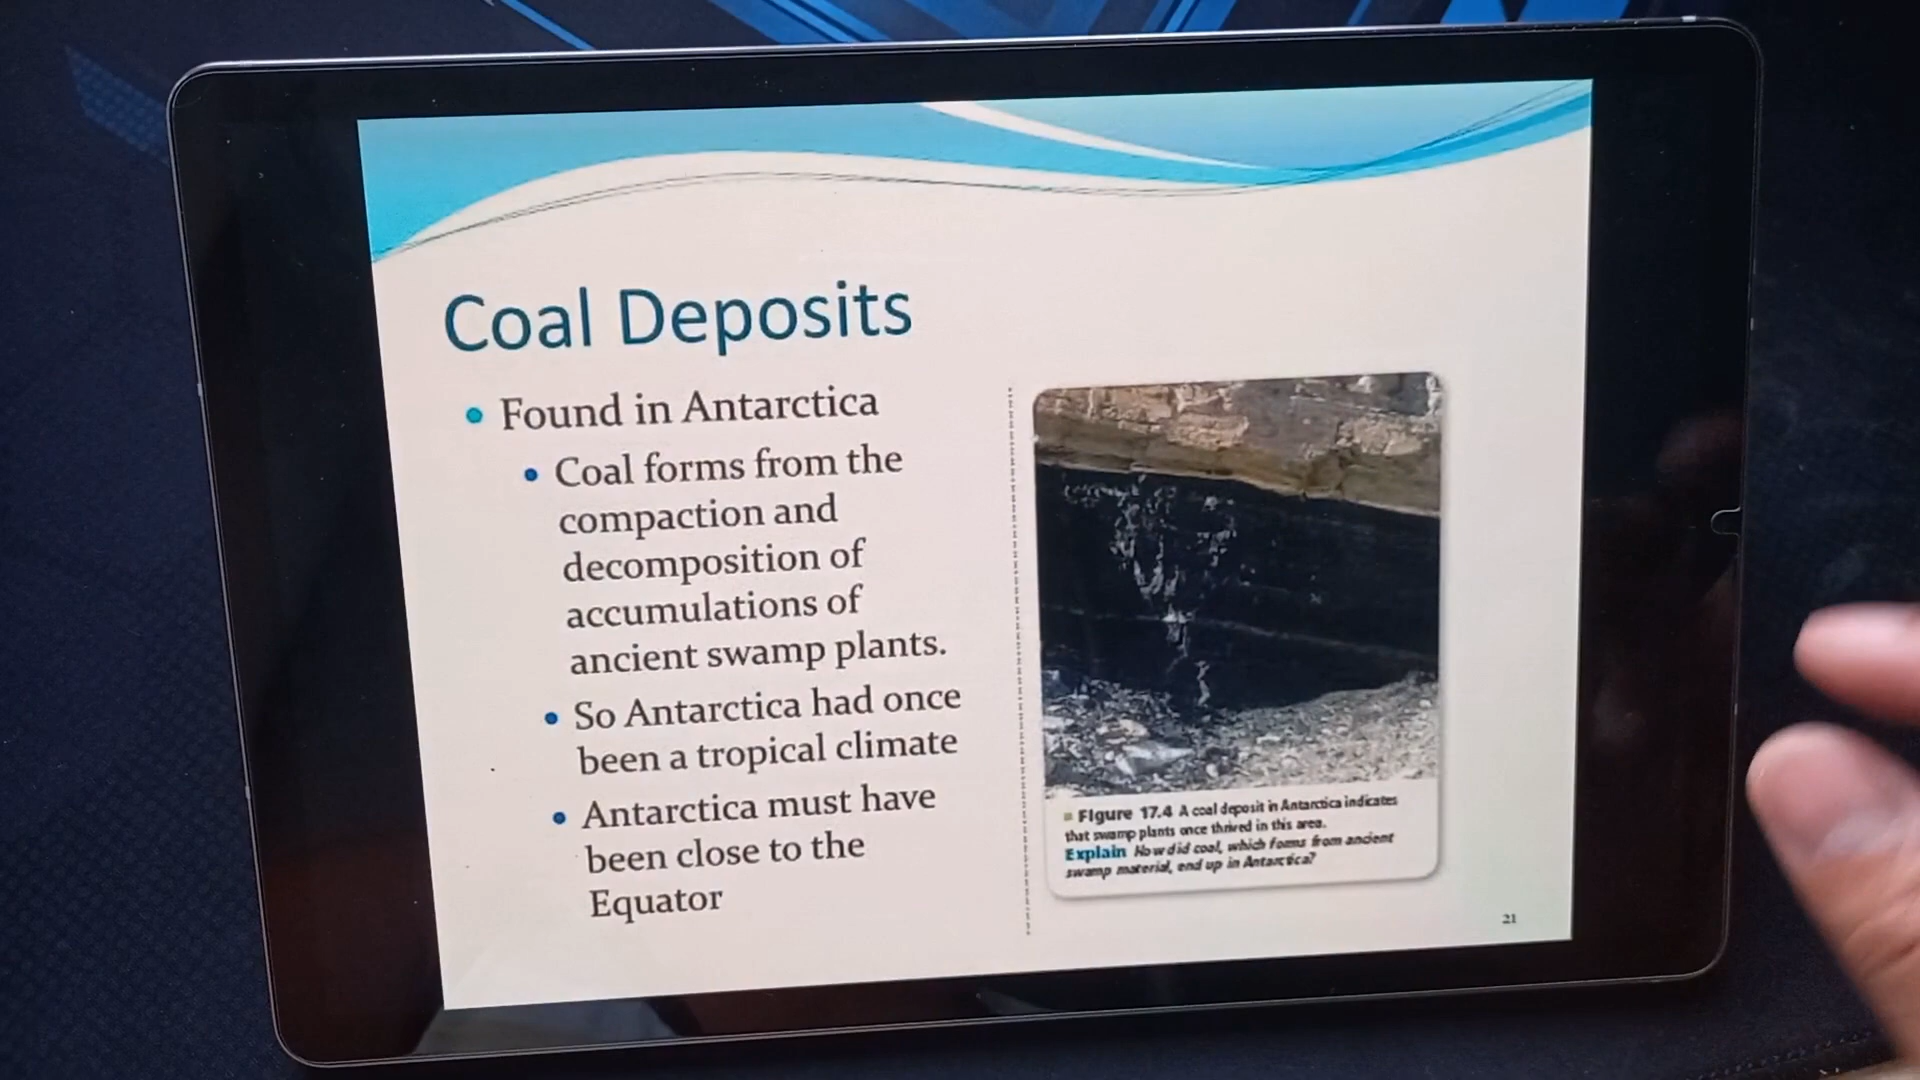 Coal Deposits
Found in Antarctica
Coal forms from the
compaction and
decomposition of
accumulations of
ancient swamp plants.
So Antarctica had once
been a tropical climate
Antarctica must have
been close to the
Equator
Figure 17.4 A coal deposit in Antarctica indicates
that swamp plants once thrived in this area.
Explain How did coal, which forms from ancient
swamp material, end up in Antarctica?
21